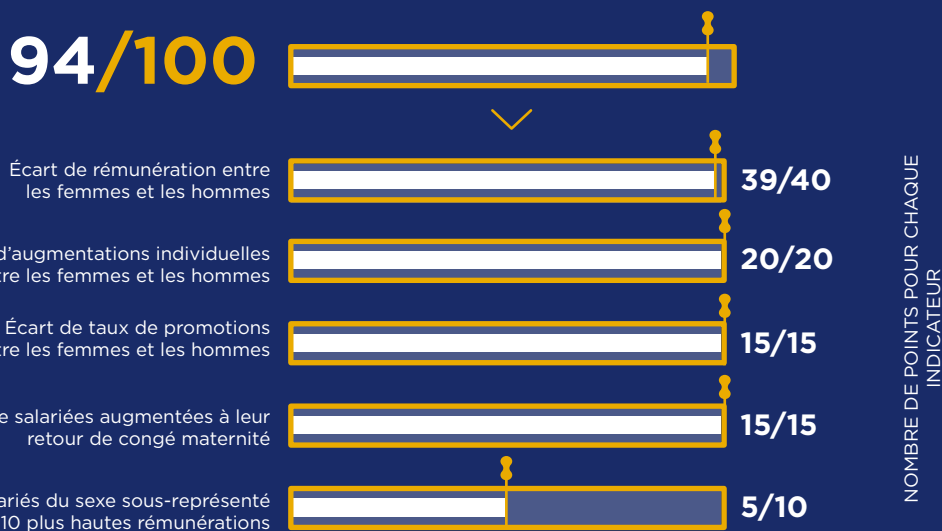 94/100
Écart de rémunération entre
les femmes et les hommes
39/40
d'augmentations individuelles
entre les femmes et les hommes
20/20
Écart de taux de promotions
entre les femmes et les hommes
15/15
salariées augmentées à leur
retour de congé maternité
15/15
du sexe sous-représenté
10 plus hautes rémunérations
5/10
NOMBRE DE POINTS POUR CHAQUE
INDICATEUR